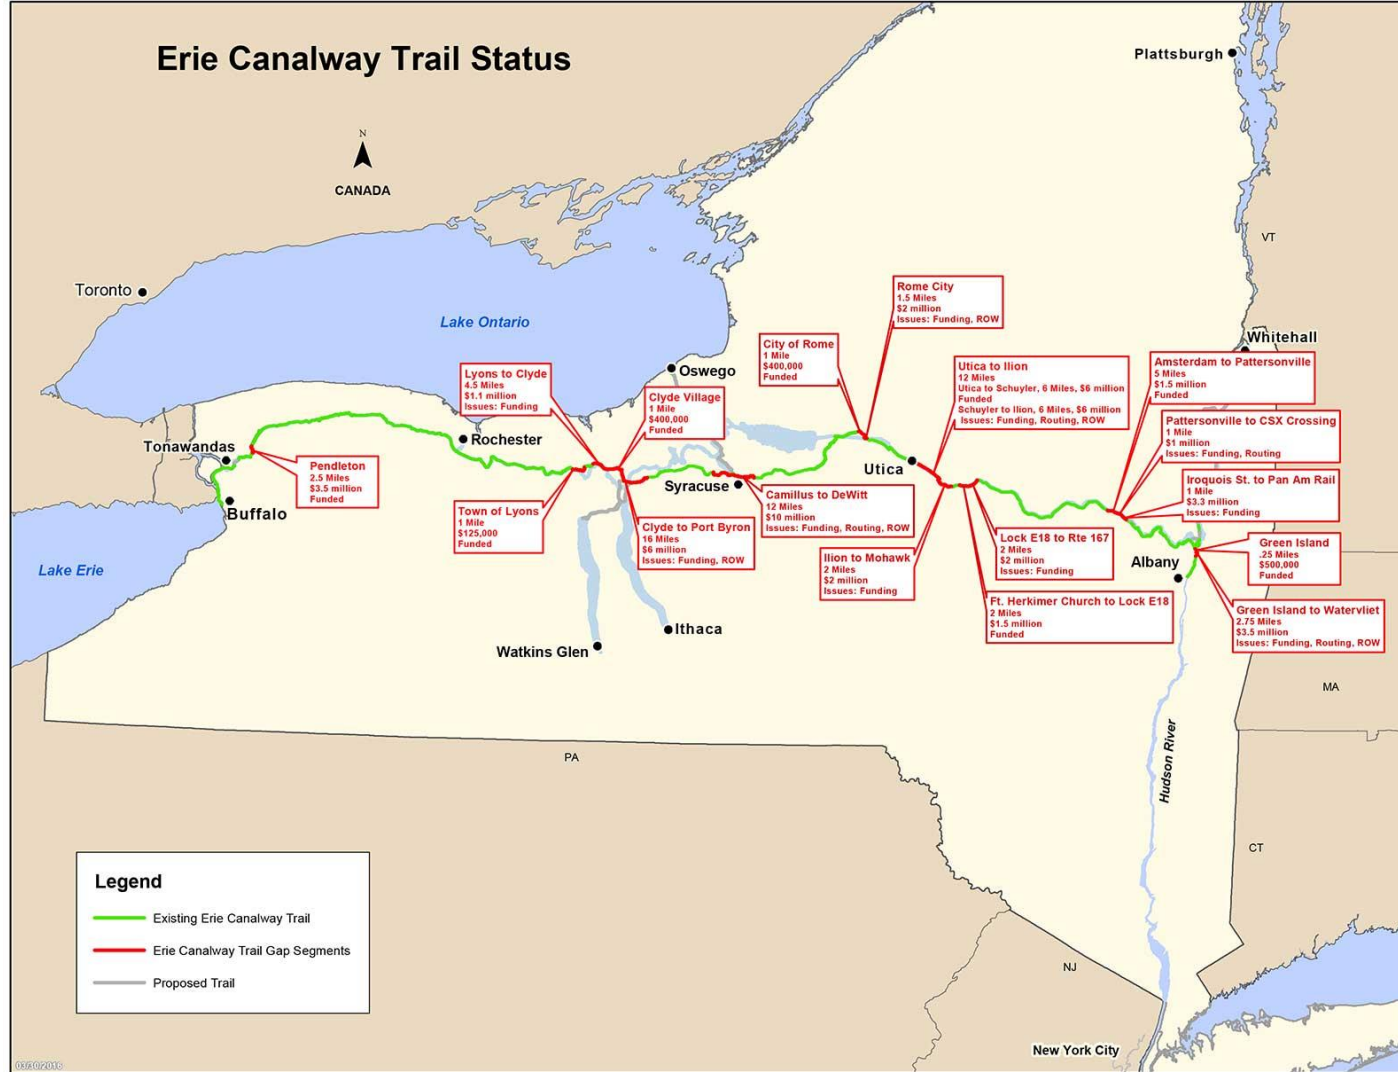 Erie Canalway Trail Status
Plattsburgh
N
CANADA
VT
Toronto
Rome City
1.5 Miles
$2 million
Issues: Funding, ROW
Lake Ontario
Whitehall
City of Rome
1 Mile
$400,000
Funded
Oswego
Lyons to Clyde
4.5 Miles
$1.1 million
Issues: Funding
Utica to Ilion
12 Miles
Utica to Schuyler, 6 Miles, $6 million
Funded
Schuyler to Ilion, 6 Miles, $6 million
Issues: Funding, Routing, ROW
Amsterdam to Pattersonville
5 Miles
$1.5 million
Funded
Clyde Village
1 Mile
$400,000
Funded
Pattersonville to CSX Crossing
1 Mile
$1 million
Issues: Funding, Routing
Rochester
Tonawandas
Utica
Pendleton
2.5 Miles
$3.5 million
Funded
Iroquois St. to Pan Am Rail
1 Mile
$3.3 million
Issues: Funding
Syracuse
Camillus to DeWitt
12 Miles
$10 million
Issues: Funding, Routing, ROW
Buffalo
Town of Lyons
1 Mile
$125,000
Funded
Clyde to Port Byron
16 Miles
$6 million
Issues: Funding, ROW
Lock E18 to Rte 167
2 Miles
$2 million
Issues: Funding
Green Island
.25 Miles
$500,000
Funded
Ilion to Mohawk
2 Miles
$2 million
Issues: Funding
Albany
Lake Erie
Ft. Herkimer Church to Lock E18
2 Miles
$1.5 million
Funded
Green Island to Watervliet
2.75 Miles
$3.5 million
Issues: Funding, Routing, ROW
Ithaca
Watkins Glen
MA
Hudson River
PA
CT
Legend
Existing Erie Canalway Trail
Erie Canalway Trail Gap Segments
Proposed Trail
NJ
New York City
03/30/2016